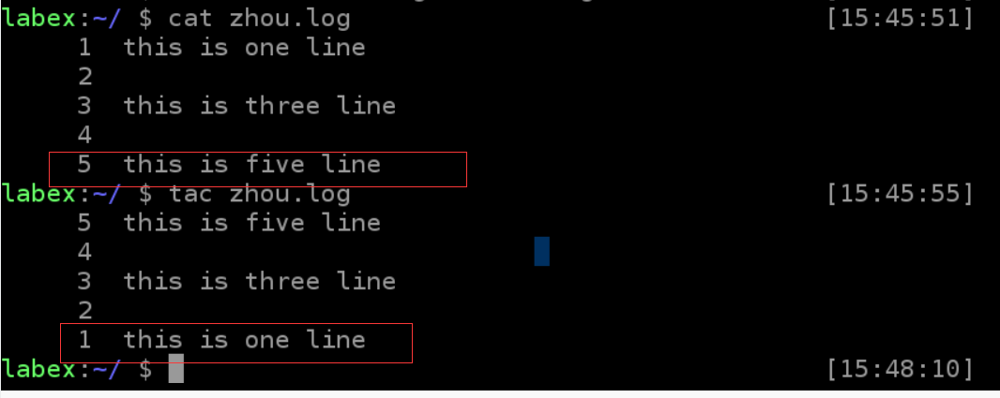 labex:~/ $ cat zhou.log [15:45:51]
1 this is one line
2
3 this is three line
4
5 this is five line
labex:~/ $ tac zhou.log [15:45:55]
5 this is five line
4
3 this is three line
2
1 this is one line
labex:~/ $ [15:48:10]